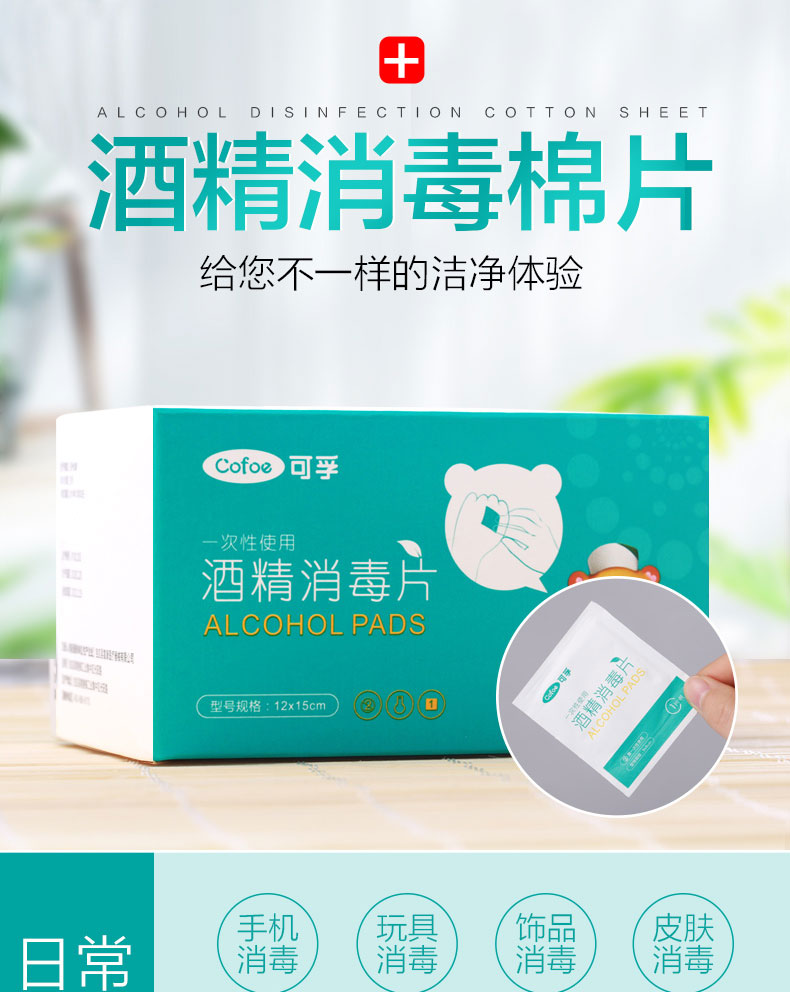 ALCOHOL DISINFECTION COTTON SHEET
酒精消毒棉片
给您不一样的洁净体验
Cofoe 可孚
一次性使用
酒精消毒片
ALCOHOL PADS
型号规格：12x15cm
2
1
Cofoe 可孚
一次性使用
酒精消毒片
ALCOHOL PADS
日常
手机
消毒
玩具
消毒
饰品
消毒
皮肤
消毒